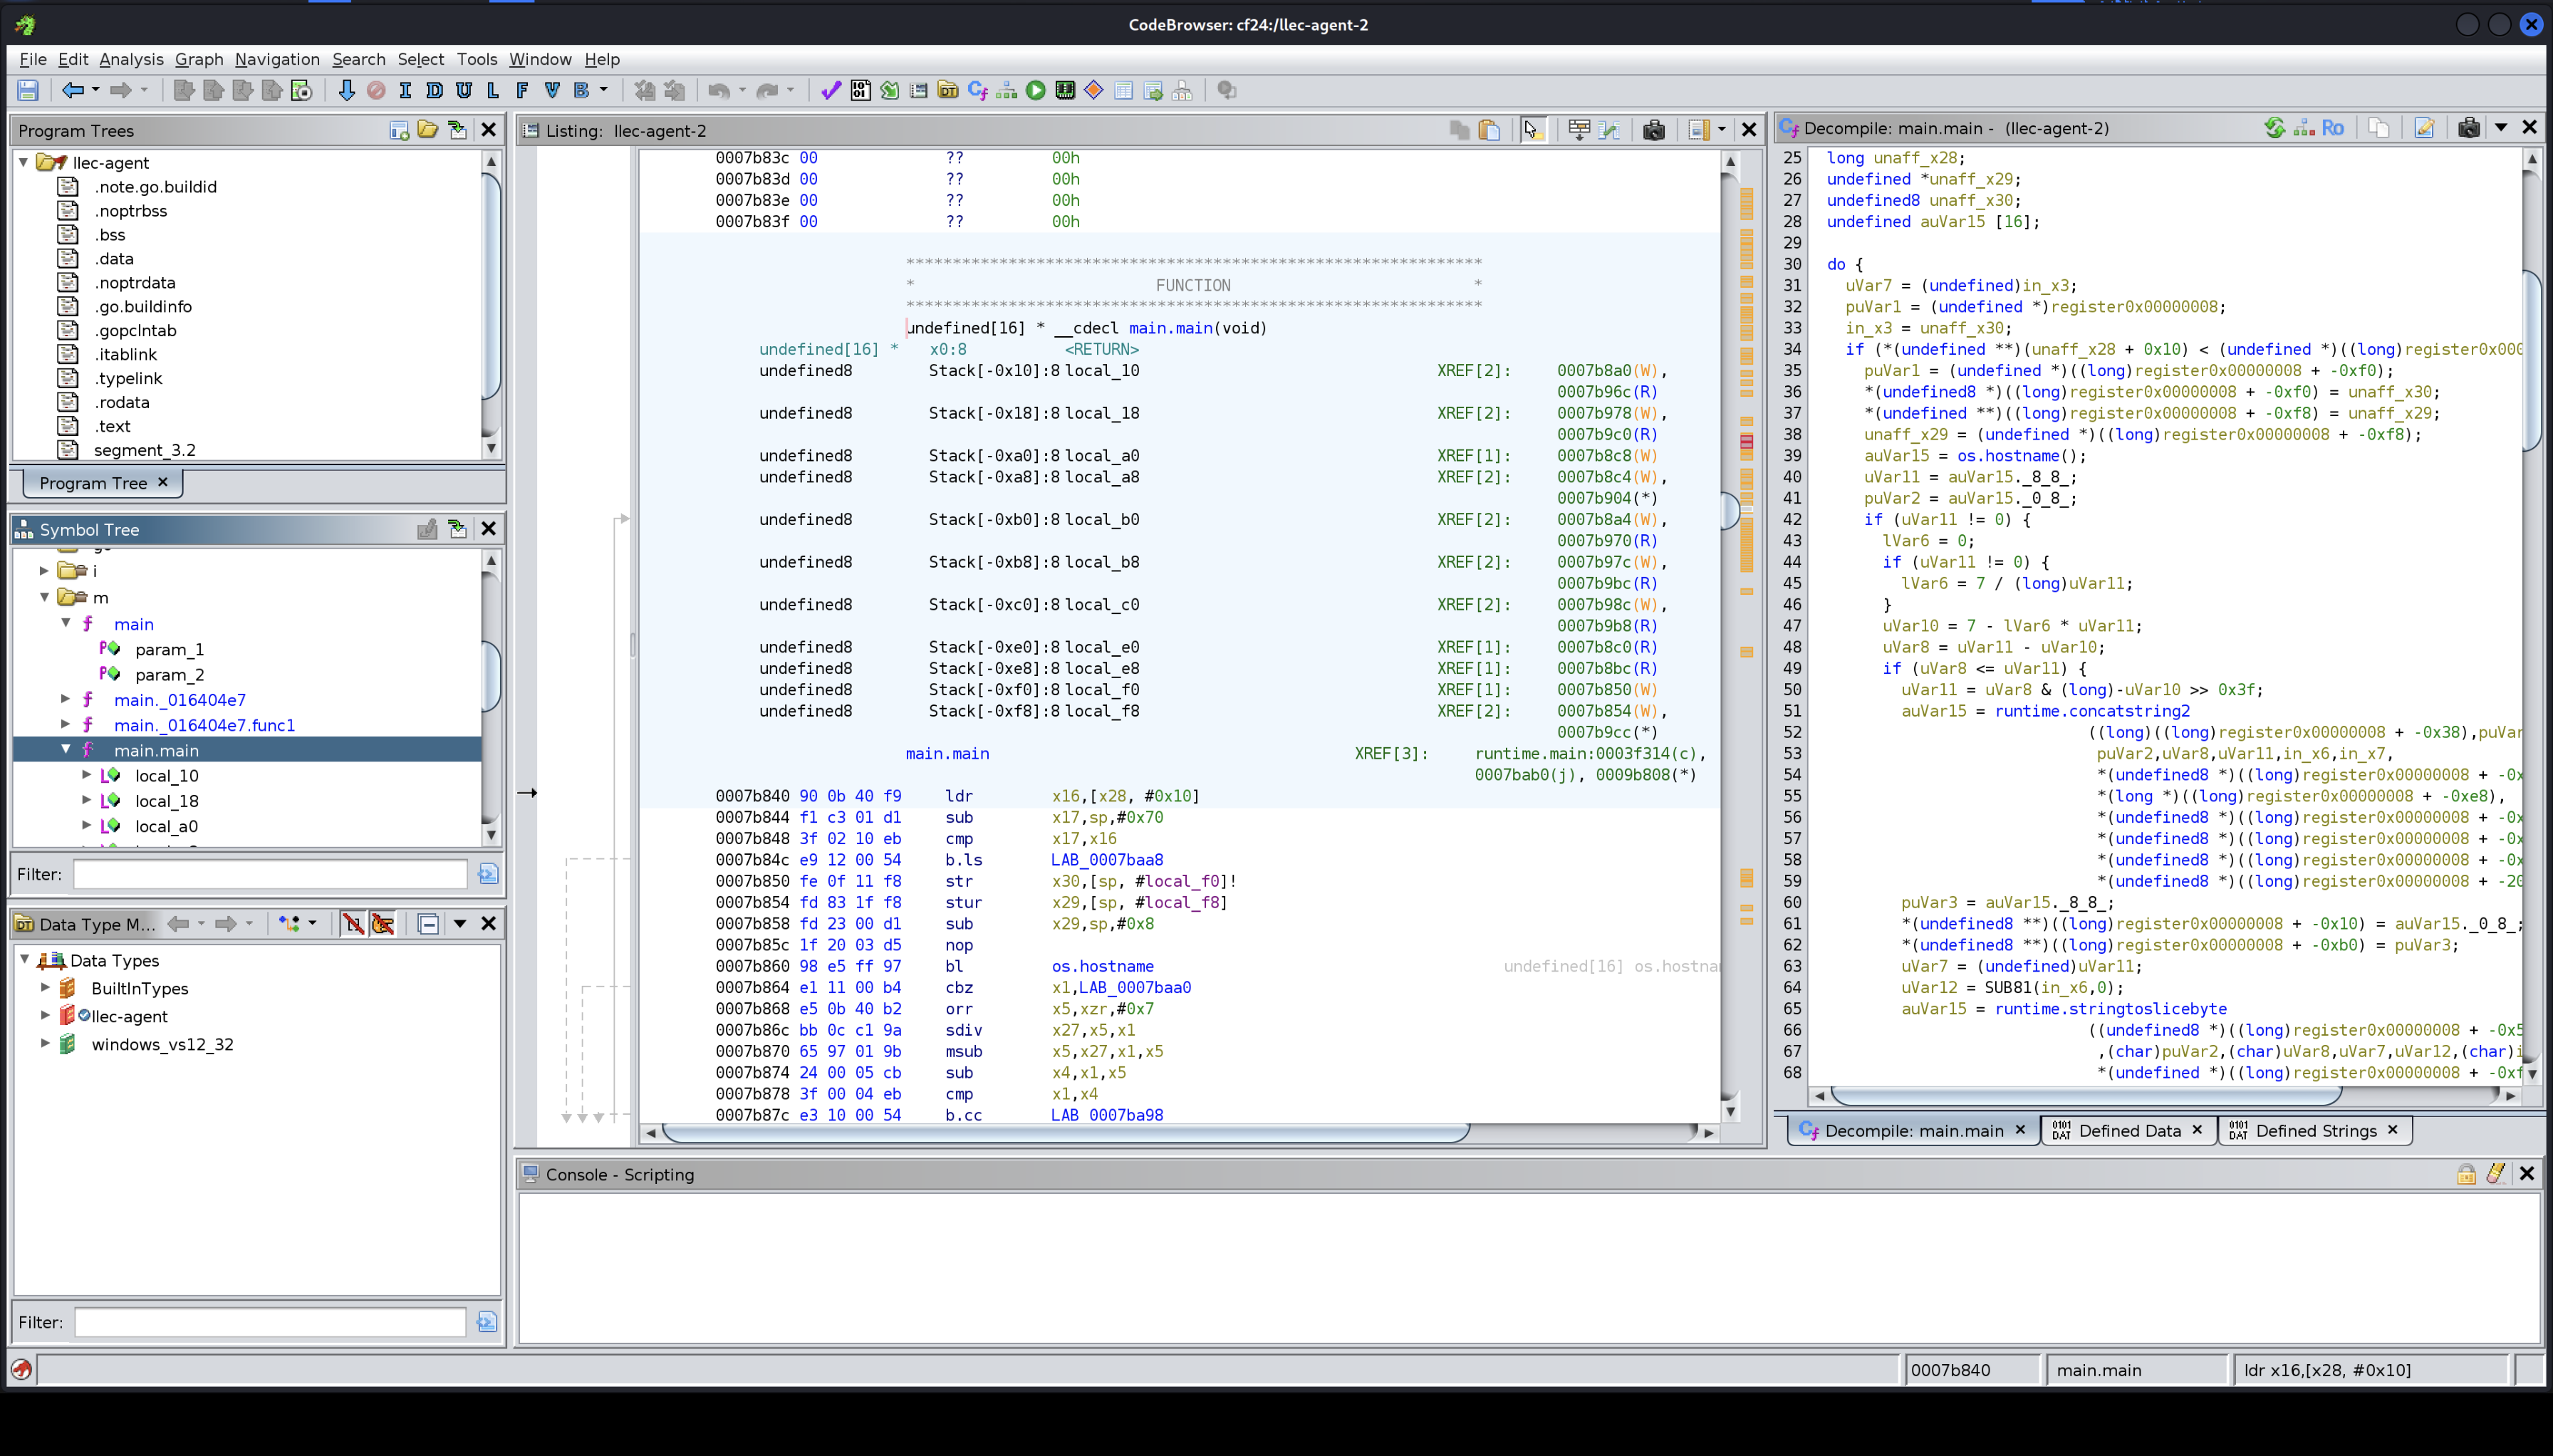 CodeBrowser: cf24:/llec-agent-2
File Edit Analysis Graph Navigation Search Select Tools Window Help
I D U L F V B
Program Trees
llec-agent
.note.go.buildid
.noptrbss
.bss
.data
.noptrdata
.go.buildinfo
.gopclntab
.itablink
.typelink
.rodata
.text
segment_3.2
Program Tree
Symbol Tree
i
m
main
param_1
param_2
main._016404e7
main._016404e7.func1
main.main
local_10
local_18
local_a0
Filter:
Data Type M...
Data Types
BuiltInTypes
llec-agent
windows_vs12_32
Filter:
Listing: llec-agent-2
0007b83c 00 ?? 00h
0007b83d 00 ?? 00h
0007b83e 00 ?? 00h
0007b83f 00 ?? 00h
**************************************************************
* FUNCTION *
**************************************************************
undefined[16] * __cdecl main.main(void)
undefined[16] * x0:8 <RETURN>
undefined8 Stack[-0x10]:8 local_10 XREF[2]: 0007b8a0(W),
0007b96c(R)
undefined8 Stack[-0x18]:8 local_18 XREF[2]: 0007b978(W),
0007b9c0(R)
undefined8 Stack[-0xa0]:8 local_a0 XREF[1]: 0007b8c8(W)
undefined8 Stack[-0xa8]:8 local_a8 XREF[2]: 0007b8c4(W),
0007b904(*)
undefined8 Stack[-0xb0]:8 local_b0 XREF[2]: 0007b8a4(W),
0007b970(R)
undefined8 Stack[-0xb8]:8 local_b8 XREF[2]: 0007b97c(W),
0007b9bc(R)
undefined8 Stack[-0xc0]:8 local_c0 XREF[2]: 0007b98c(W),
0007b9b8(R)
undefined8 Stack[-0xe0]:8 local_e0 XREF[1]: 0007b8c0(R)
undefined8 Stack[-0xe8]:8 local_e8 XREF[1]: 0007b8bc(R)
undefined8 Stack[-0xf0]:8 local_f0 XREF[1]: 0007b850(W)
undefined8 Stack[-0xf8]:8 local_f8 XREF[2]: 0007b854(W),
0007b9cc(*)
main.main XREF[3]: runtime.main:0003f314(c),
0007bab0(j), 0009b808(*)
0007b840 90 0b 40 f9 ldr x16,[x28, #0x10]
0007b844 f1 c3 01 d1 sub x17,sp,#0x70
0007b848 3f 02 10 eb cmp x17,x16
0007b84c e9 12 00 54 b.ls LAB_0007baa8
0007b850 fe 0f 11 f8 str x30,[sp, #local_f0]!
0007b854 fd 83 1f f8 stur x29,[sp, #local_f8]
0007b858 fd 23 00 d1 sub x29,sp,#0x8
0007b85c 1f 20 03 d5 nop
0007b860 98 e5 ff 97 bl os.hostname undefined[16] os.hostna
0007b864 e1 11 00 b4 cbz x1,LAB_0007baa0
0007b868 e5 0b 40 b2 orr x5,xzr,#0x7
0007b86c bb 0c c1 9a sdiv x27,x5,x1
0007b870 65 97 01 9b msub x5,x27,x1,x5
0007b874 24 00 05 cb sub x4,x1,x5
0007b878 3f 00 04 eb cmp x1,x4
0007b87c e3 10 00 54 b.cc LAB_0007ba98
Decompile: main.main - (llec-agent-2)
Ro
25 long unaff_x28;
26 undefined *unaff_x29;
27 undefined8 unaff_x30;
28 undefined auVar15 [16];
29
30 do {
31 uVar7 = (undefined)in_x3;
32 puVar1 = (undefined *)register0x00000008;
33 in_x3 = unaff_x30;
34 if (*(undefined **)(unaff_x28 + 0x10) < (undefined *)((long)register0x000
35 puVar1 = (undefined *)((long)register0x00000008 + -0xf0);
36 *(undefined8 *)((long)register0x00000008 + -0xf0) = unaff_x30;
37 *(undefined **)((long)register0x00000008 + -0xf8) = unaff_x29;
38 unaff_x29 = (undefined *)((long)register0x00000008 + -0xf8);
39 auVar15 = os.hostname();
40 uVar11 = auVar15._8_8_;
41 puVar2 = auVar15._0_8_;
42 if (uVar11 != 0) {
43 lVar6 = 0;
44 if (uVar11 != 0) {
45 lVar6 = 7 / (long)uVar11;
46 }
47 uVar10 = 7 - lVar6 * uVar11;
48 uVar8 = uVar11 - uVar10;
49 if (uVar8 <= uVar11) {
50 uVar11 = uVar8 & (long)-uVar10 >> 0x3f;
51 auVar15 = runtime.concatstring2
52 ((long)((long)register0x00000008 + -0x38),puVar
53 puVar2,uVar8,uVar11,in_x6,in_x7,
54 *(undefined8 *)((long)register0x00000008 + -0x
55 *(long *)((long)register0x00000008 + -0xe8),
56 *(undefined8 *)((long)register0x00000008 + -0x
57 *(undefined8 *)((long)register0x00000008 + -0x
58 *(undefined8 *)((long)register0x00000008 + -0x
59 *(undefined8 *)((long)register0x00000008 + -20
60 puVar3 = auVar15._8_8_;
61 *(undefined8 **)((long)register0x00000008 + -0x10) = auVar15._0_8_;
62 *(undefined8 **)((long)register0x00000008 + -0xb0) = puVar3;
63 uVar7 = (undefined)uVar11;
64 uVar12 = SUB81(in_x6,0);
65 auVar15 = runtime.stringtoslicebyte
66 ((undefined8 *)((long)register0x00000008 + -0x5
67 ,(char)puVar2,(char)uVar8,uVar7,uVar12,(char)i
68 *(undefined *)((long)register0x00000008 + -0xf
Decompile: main.main Defined Data Defined Strings
Console - Scripting
0007b840 main.main ldr x16,[x28, #0x10]